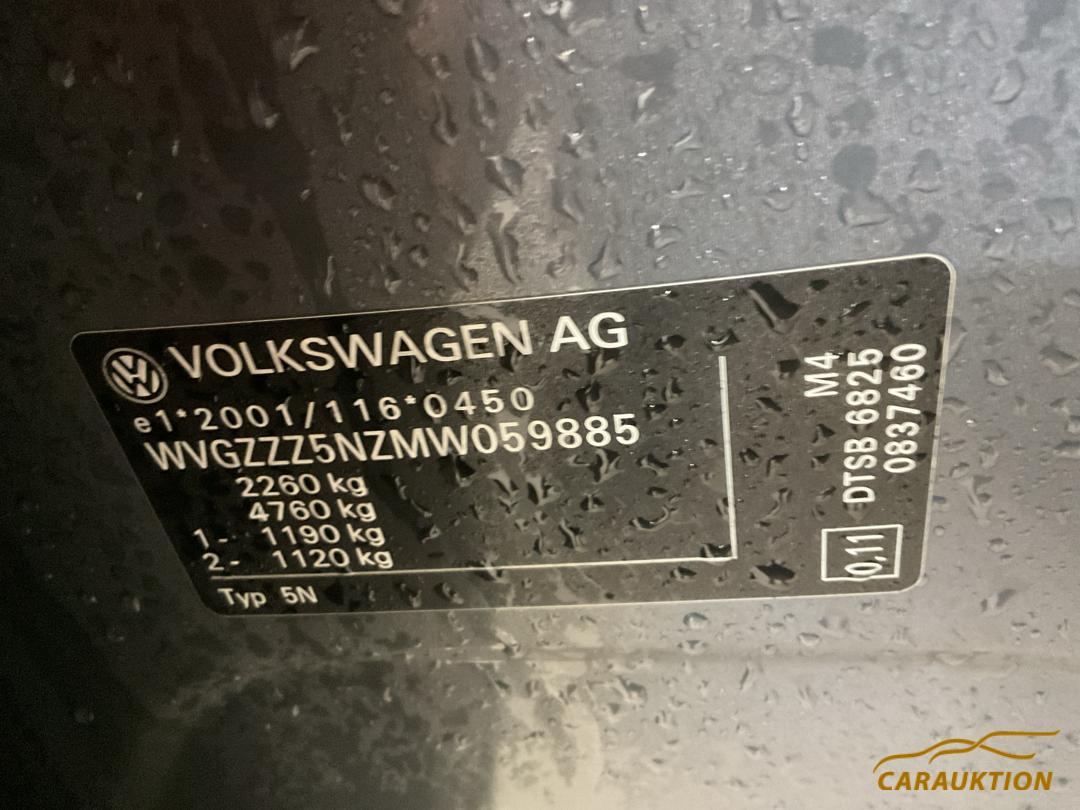 VOLKSWAGEN AG
e1*2001/116*0450
WVGZZZ5NZMW059885
2260 kg
4760 kg
1- 1190 kg
2- 1120 kg
Typ 5N
M4
DTSB 6825
0837460
0,11
CARAUKTION